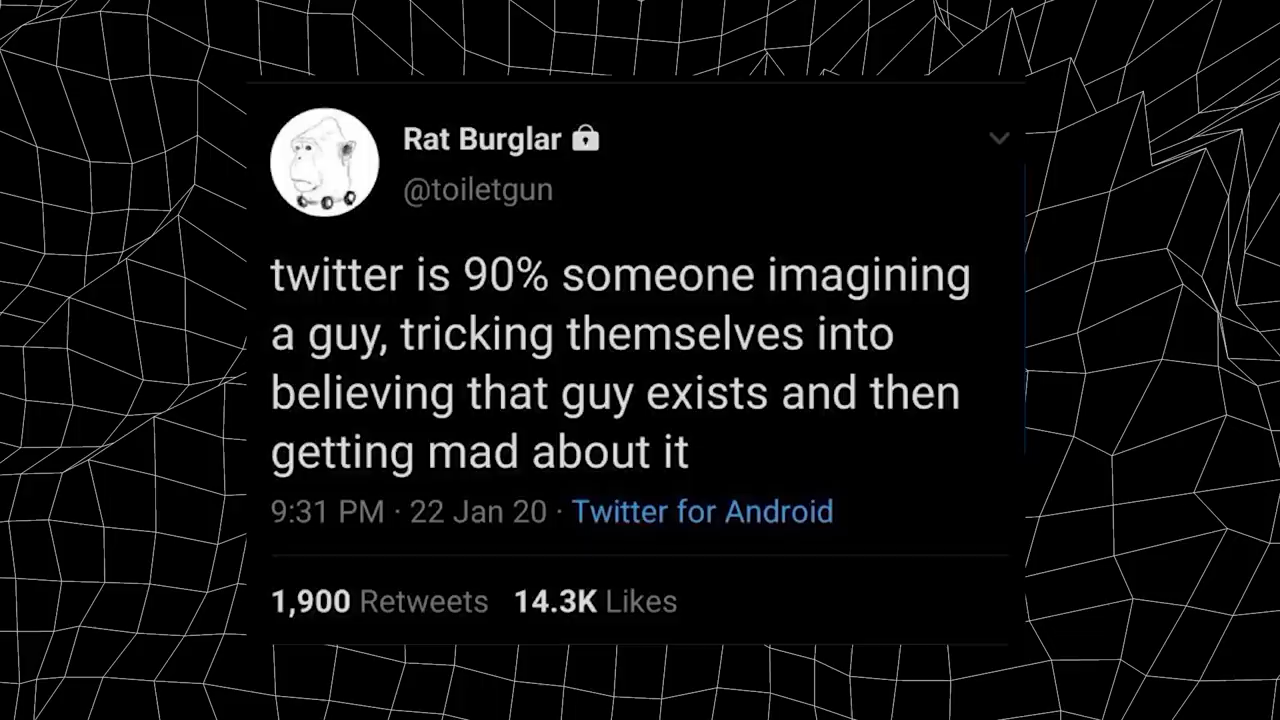 Rat Burglar
@toiletgun
twitter is 90% someone imagining
a guy, tricking themselves into
believing that guy exists and then
getting mad about it
9:31 PM · 22 Jan 20 · Twitter for Android
1,900 Retweets 14.3K Likes